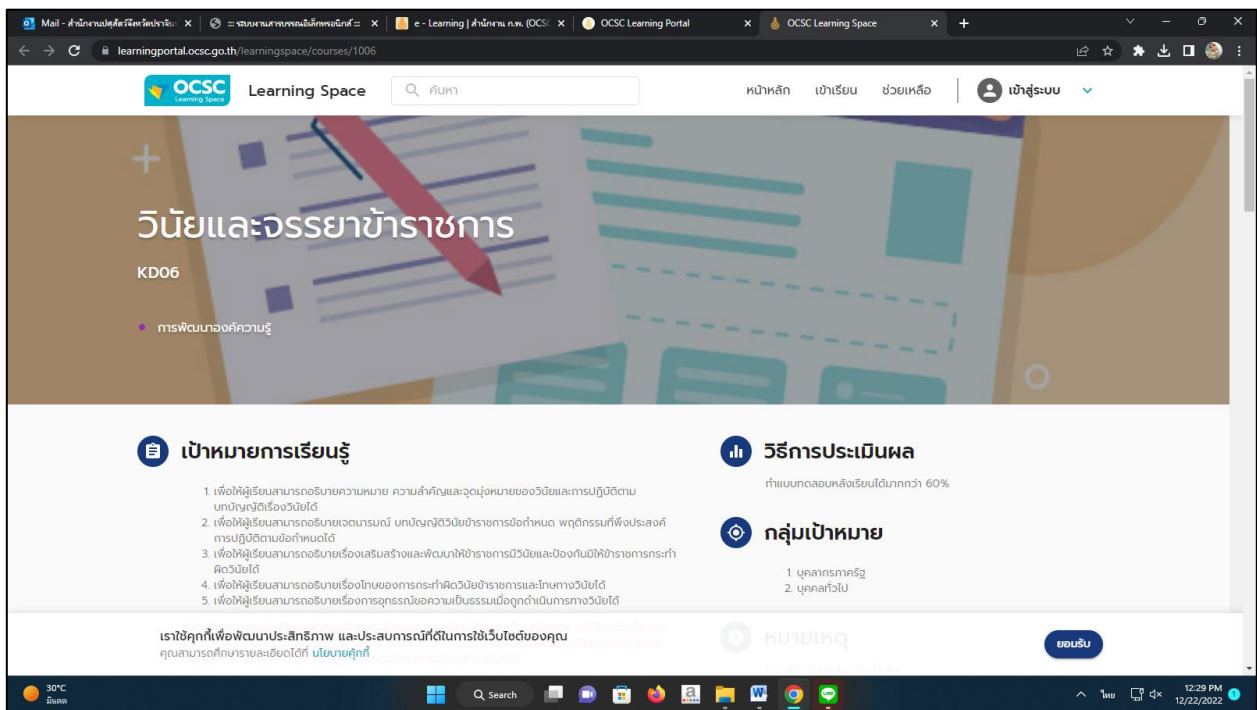 Mail - สำนักงานปศุสัตว์จังหวัดปราจีน
::: ระบบงานสารบรรณอิเล็กทรอนิกส์ :::
e - Learning | สำนักงาน ก.พ. (OCSC
OCSC Learning Portal
OCSC Learning Space
learningportal.ocsc.go.th/learningspace/courses/1006
OCSC
Learning Space
Learning Space
ค้นหา
หน้าหลัก
เข้าเรียน
ช่วยเหลือ
เข้าสู่ระบบ
วินัยและจรรยาข้าราชการ
KD06
การพัฒนาองค์ความรู้
เป้าหมายการเรียนรู้
1. เพื่อให้ผู้เรียนสามารถอธิบายความหมาย ความสำคัญและจุดมุ่งหมายของวินัยและการปฏิบัติตาม
บทบัญญัติเรื่องวินัยได้
2. เพื่อให้ผู้เรียนสามารถอธิบายเจตนารมณ์ บทบัญญัติวินัยข้าราชการข้อกำหนด พฤติกรรมที่พึงประสงค์
การปฏิบัติตามข้อกำหนดได้
3. เพื่อให้ผู้เรียนสามารถอธิบายเรื่องเสริมสร้างและพัฒนาให้ข้าราชการมีวินัยและป้องกันมิให้ข้าราชการกระทำ
ผิดวินัยได้
4. เพื่อให้ผู้เรียนสามารถอธิบายเรื่องโทษของการกระทำผิดวินัยข้าราชการและโทษทางวินัยได้
5. เพื่อให้ผู้เรียนสามารถอธิบายเรื่องการอุทธรณ์ขอความเป็นธรรมเมื่อถูกดำเนินการทางวินัยได้
วิธีการประเมินผล
ทำแบบทดสอบหลังเรียนได้มากกว่า 60%
กลุ่มเป้าหมาย
1. บุคลากรภาครัฐ
2. บุคคลทั่วไป
หมายเหตุ
เราใช้คุกกี้เพื่อพัฒนาประสิทธิภาพ และประสบการณ์ที่ดีในการใช้เว็บไซต์ของคุณ
คุณสามารถศึกษารายละเอียดได้ที่ นโยบายคุกกี้
ยอมรับ
30°C
มีแดด
Search
ไทย
12:29 PM
12/22/2022
1